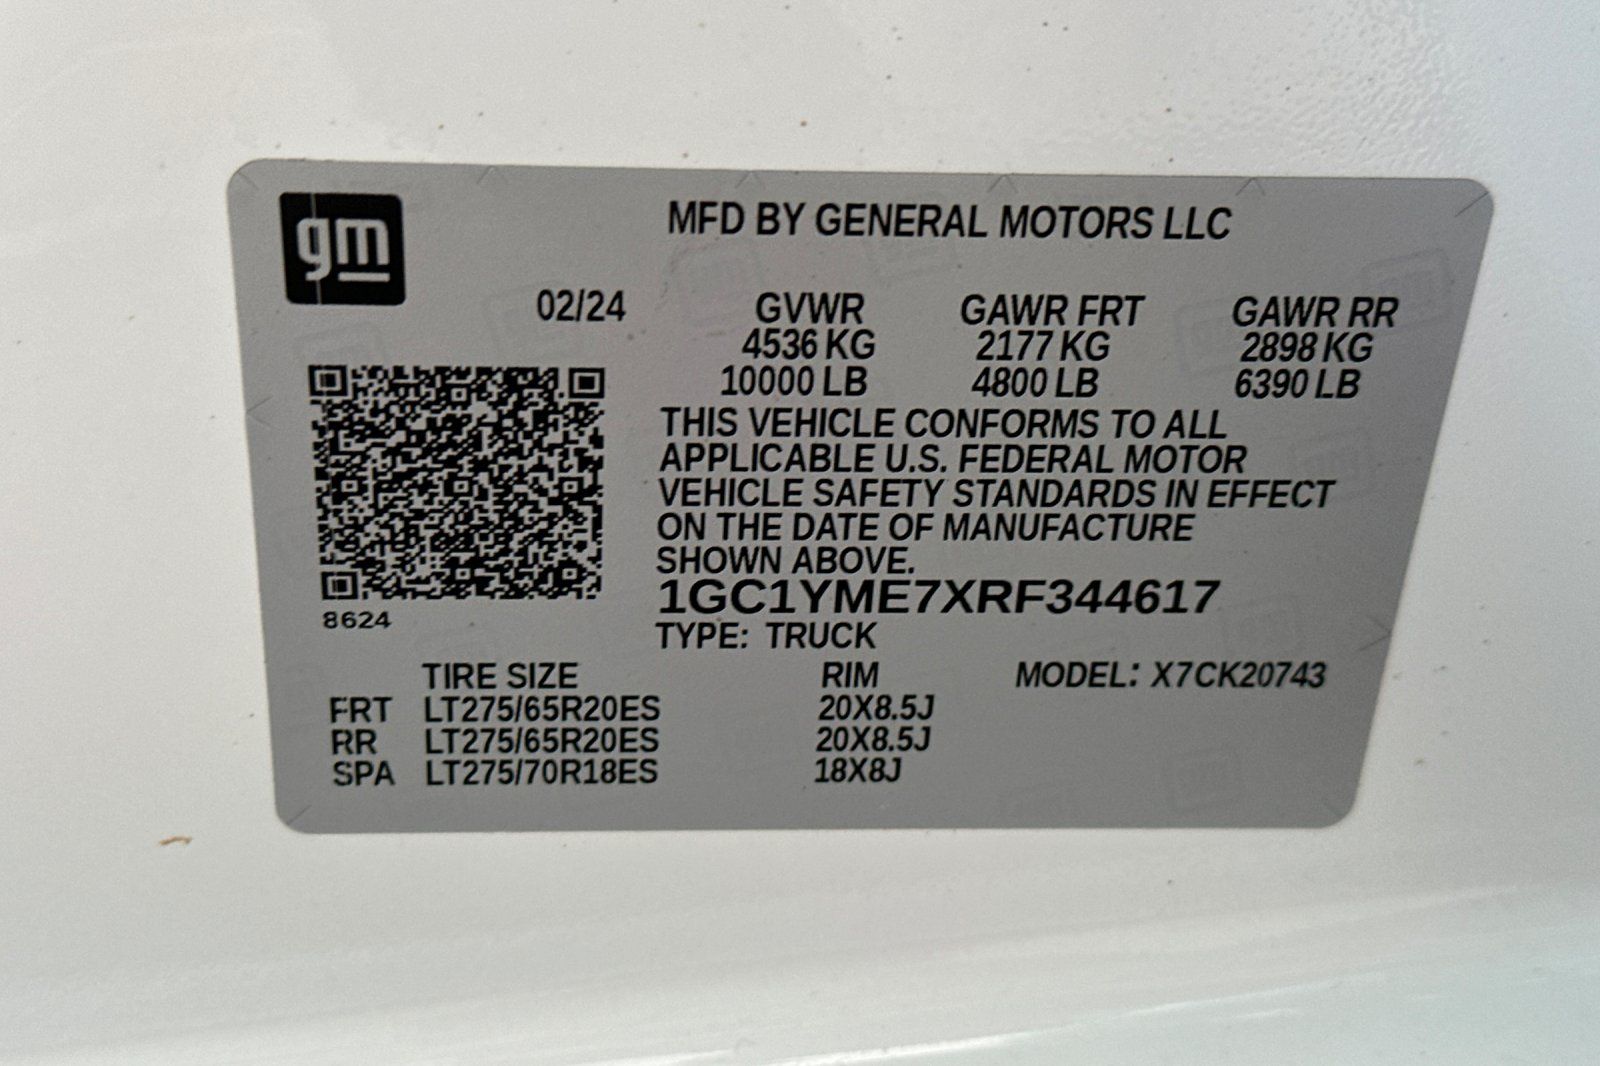 gm
MFD BY GENERAL MOTORS LLC
02/24 GVWR GAWR FRT GAWR RR
4536 KG 2177 KG 2898 KG
10000 LB 4800 LB 6390 LB
THIS VEHICLE CONFORMS TO ALL
APPLICABLE U.S. FEDERAL MOTOR
VEHICLE SAFETY STANDARDS IN EFFECT
ON THE DATE OF MANUFACTURE
SHOWN ABOVE.
1GC1YME7XRF344617
8624
TYPE: TRUCK
TIRE SIZE RIM MODEL: X7CK20743
FRT LT275/65R20ES 20X8.5J
RR LT275/65R20ES 20X8.5J
SPA LT275/70R18ES 18X8J